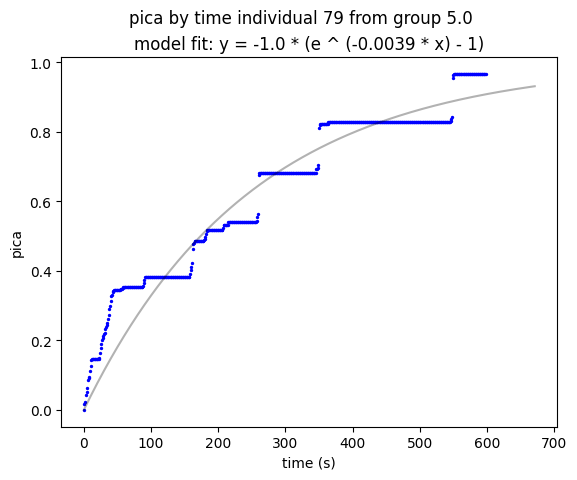 pica by time individual 79 from group 5.0
model fit: y = -1.0 * (e ^ (-0.0039 * x) - 1)
1.0
0.8
0.6
0.4
0.2
0.0
pica
0 100 200 300 400 500 600 700
time (s)